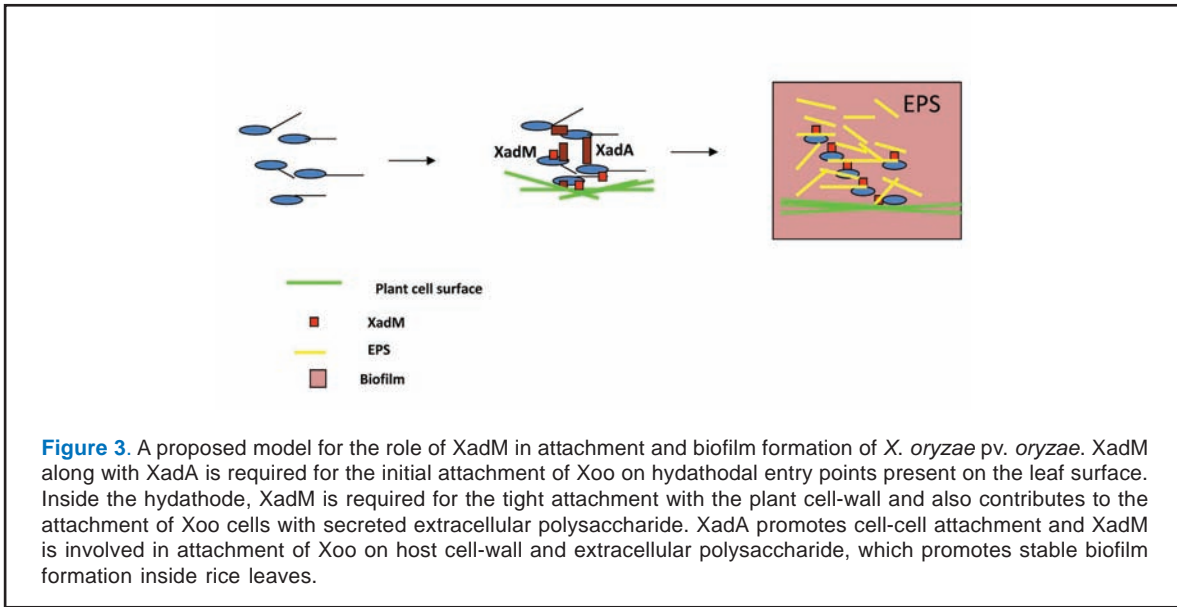 EPS
XadM XadA
Plant cell surface
XadM
EPS
Biofilm
Figure 3. A proposed model for the role of XadM in attachment and biofilm formation of X. oryzae pv. oryzae. XadM
along with XadA is required for the initial attachment of Xoo on hydathodal entry points present on the leaf surface.
Inside the hydathode, XadM is required for the tight attachment with the plant cell-wall and also contributes to the
attachment of Xoo cells with secreted extracellular polysaccharide. XadA promotes cell-cell attachment and XadM
is involved in attachment of Xoo on host cell-wall and extracellular polysaccharide, which promotes stable biofilm
formation inside rice leaves.